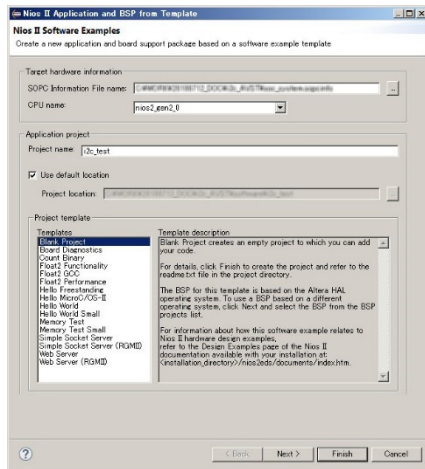 Nios II Application and BSP from Template
Nios II Software Examples
Create a new application and board support package based on a software example template
Target hardware information
SOPC Information File name:
...
CPU name:
nios2_gen2_0
Application project
Project name: i2c_test
Use default location
Project location:
...
Project template
Templates
Blank Project
Board Diagnostics
Count Binary
Float2 Functionality
Float2 GCC
Float2 Performance
Hello Freestanding
Hello MicroC/OS-II
Hello World
Hello World Small
Memory Test
Memory Test Small
Simple Socket Server
Simple Socket Server (RGMII)
Web Server
Web Server (RGMII)
Template description
Blank Project creates an empty project to which you can add
your code.
For details, click Finish to create the project and refer to the
readme.txt file in the project directory.
The BSP for this template is based on the Altera HAL
operating system. To use a BSP based on a different
operating system, click Next and select the BSP from the BSP
projects list.
For information about how this software example relates to
Nios II hardware design examples,
refer to the Design Examples page of the Nios II
documentation available with your installation at:
<installation_directory>/nios2eds/documents/index.htm.
?
< Back
Next >
Finish
Cancel